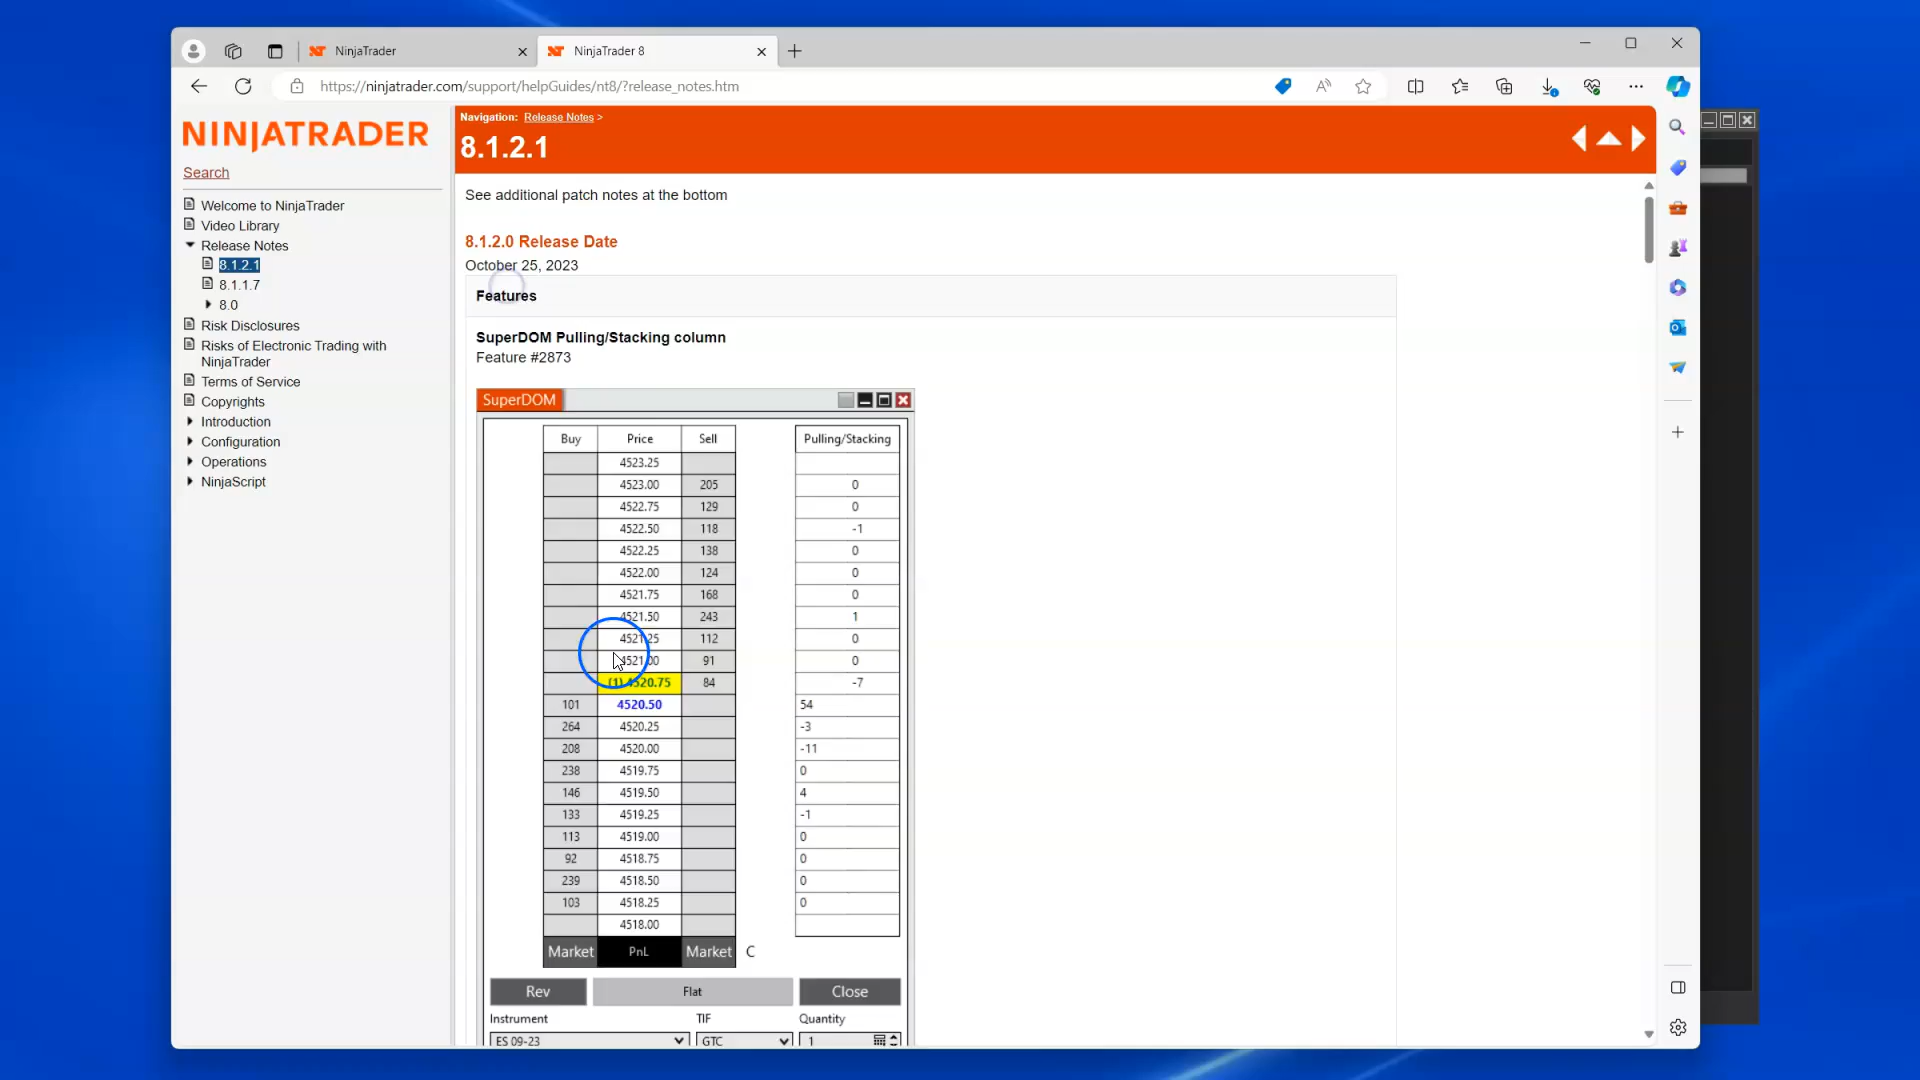 NinjaTrader
NinjaTrader 8
https://ninjatrader.com/support/helpGuides/nt8/?release_notes.htm
NINJATRADER
Search
Welcome to NinjaTrader
Video Library
Release Notes
8.1.2.1
8.1.1.7
8.0
Risk Disclosures
Risks of Electronic Trading with
NinjaTrader
Terms of Service
Copyrights
Introduction
Configuration
Operations
NinjaScript
Navigation: Release Notes >
8.1.2.1
See additional patch notes at the bottom
8.1.2.0 Release Date
October 25, 2023
Features
SuperDOM Pulling/Stacking column
Feature #2873
SuperDOM
Buy Price Sell Pulling/Stacking
4523.25
4523.00 205 0
4522.75 129 0
4522.50 118 -1
4522.25 138 0
4522.00 124 0
4521.75 168 0
4521.50 243 1
4521.25 112 0
4521.00 91 0
(1) 4520.75 84 -7
101 4520.50 54
264 4520.25 -3
208 4520.00 -11
238 4519.75 0
146 4519.50 4
133 4519.25 -1
113 4519.00 0
92 4518.75 0
239 4518.50 0
103 4518.25 0
4518.00
Market PnL Market C
Rev Flat Close
Instrument TIF Quantity
ES 09-23 GTC 1